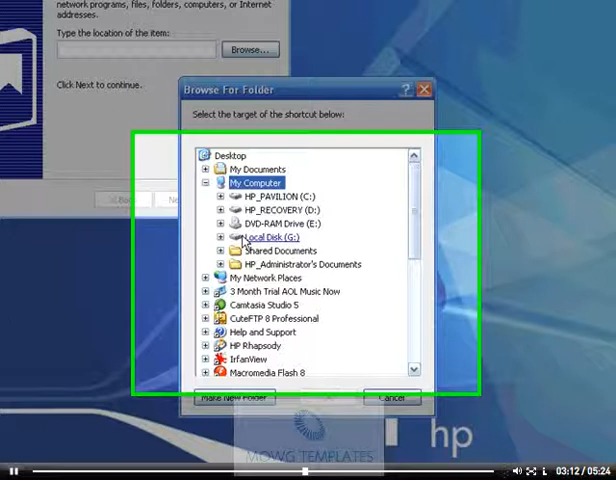 network programs, files, folders, computers, or Internet
addresses.
Type the location of the item:
Browse...
Click Next to continue.
Browse For Folder
Select the target of the shortcut below:
Desktop
My Documents
My Computer
HP_PAVILION (C:)
HP_RECOVERY (D:)
DVD-RAM Drive (E:)
Local Disk (G:)
Shared Documents
HP_Administrator's Documents
My Network Places
3 Month Trial AOL Music Now
Camtasia Studio 5
CuteFTP 8 Professional
Help and Support
HP Rhapsody
IrfanView
Macromedia Flash 8
Make New Folder
Cancel
hp
MOWG TEMPLATES
03:12 / 05:24